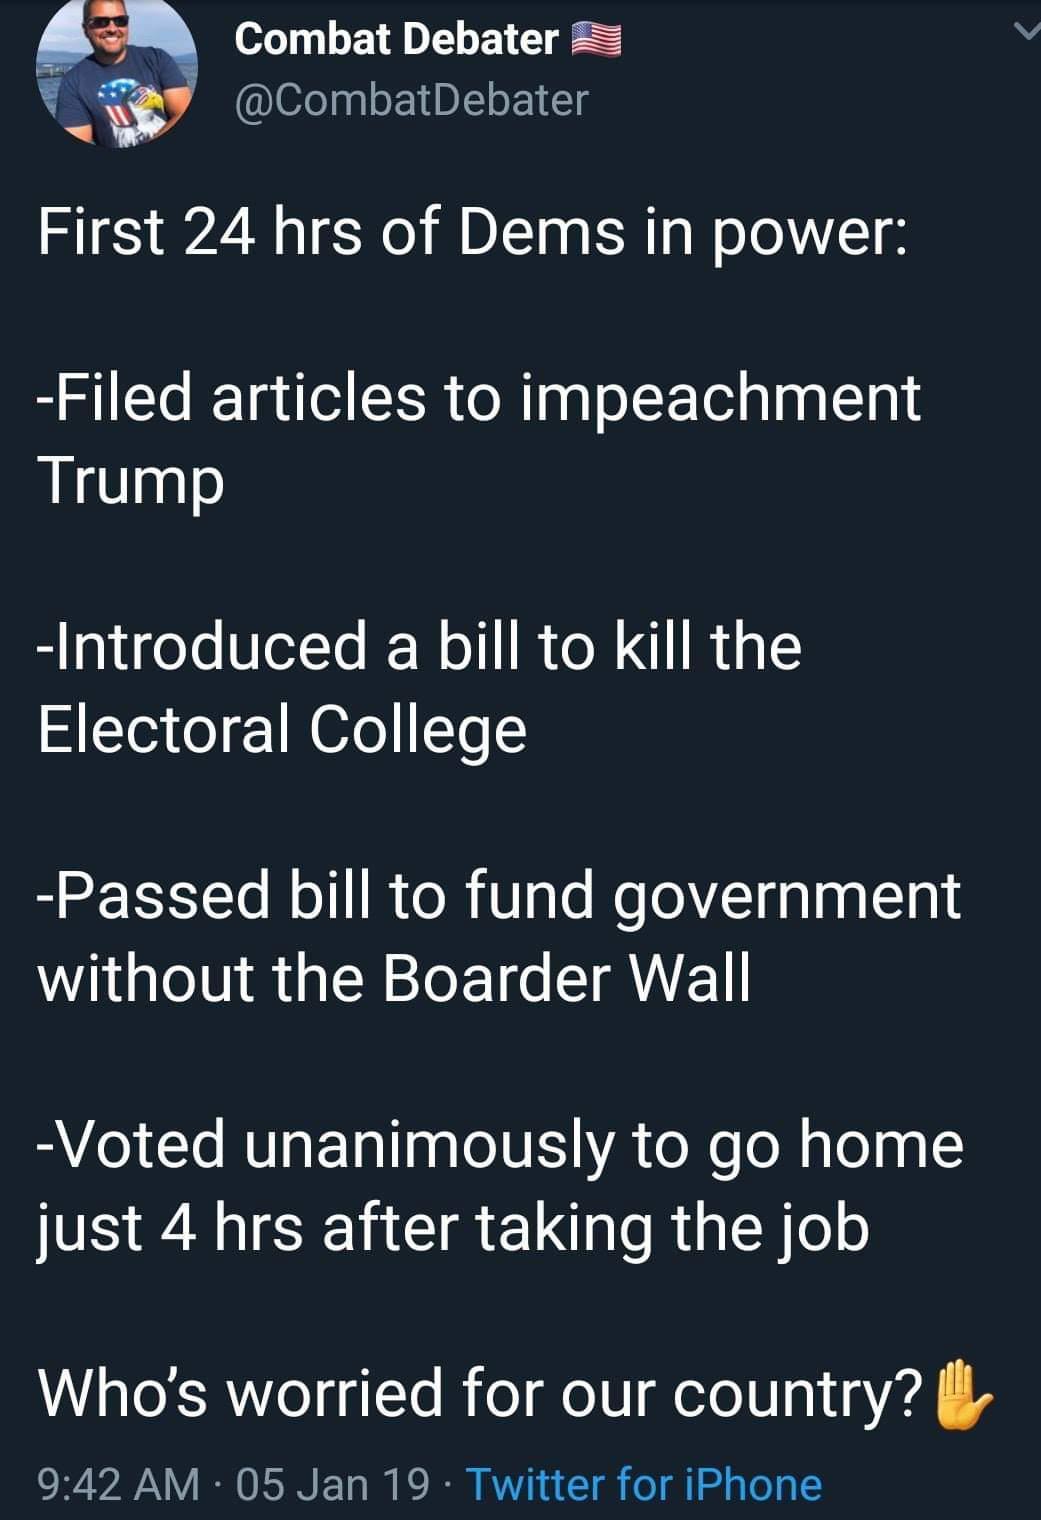 Combat Debater 🇺🇸
@CombatDebater
First 24 hrs of Dems in power:
-Filed articles to impeachment
Trump
-Introduced a bill to kill the
Electoral College
-Passed bill to fund government
without the Boarder Wall
-Voted unanimously to go home
just 4 hrs after taking the job
Who's worried for our country?✋
9:42 AM · 05 Jan 19 · Twitter for iPhone